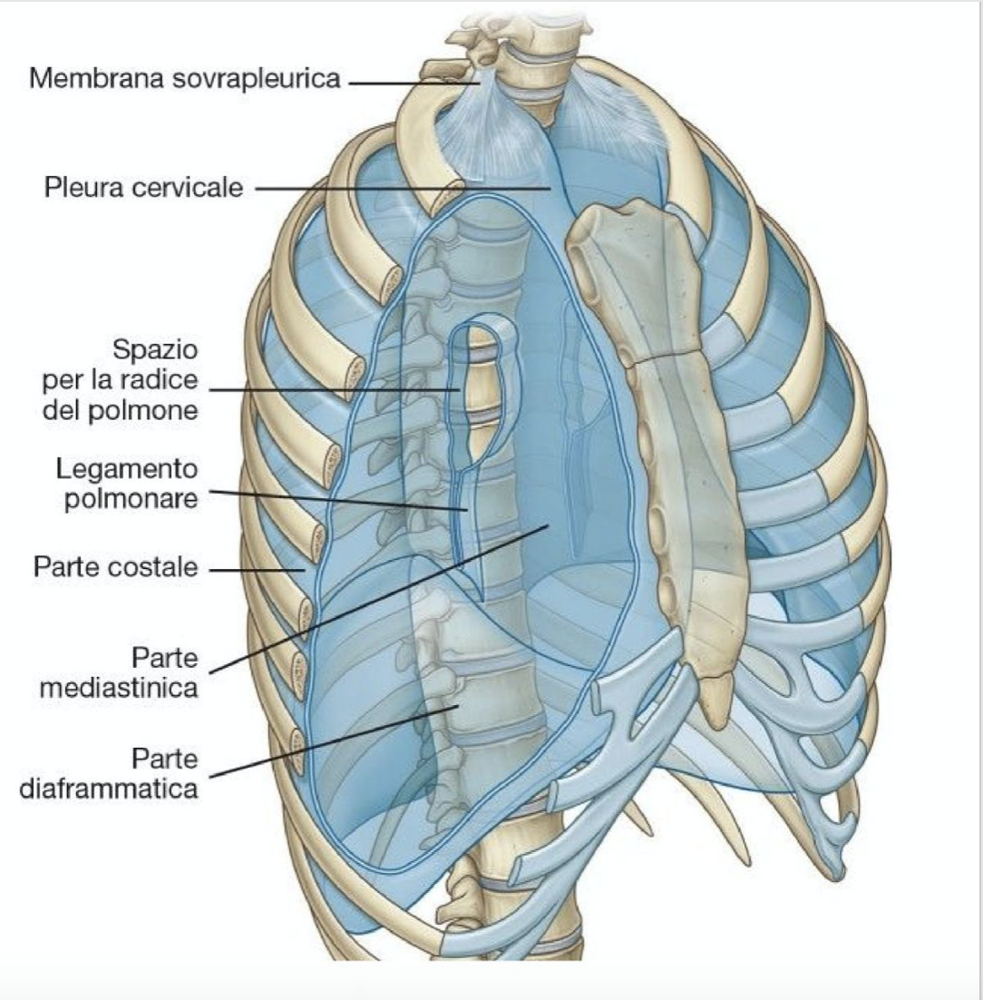 Membrana sovrapleurica
Pleura cervicale
Spazio
per la radice
del polmone
Legamento
polmonare
Parte costale
Parte
mediastinica
Parte
diaframmatica